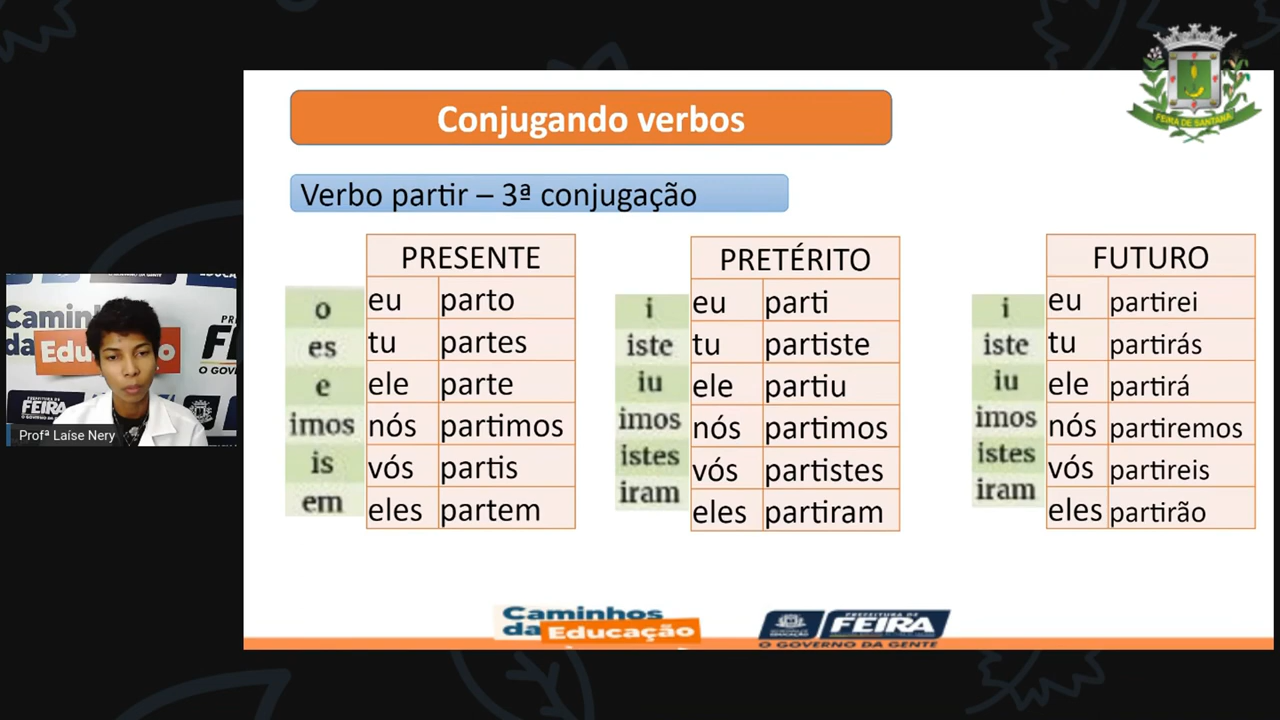 FEIRA DE SANTANA
Conjugando verbos
Verbo partir – 3ª conjugação
PRESENTE
o eu parto
es tu partes
e ele parte
imos nós partimos
is vós partis
em eles partem
PRETÉRITO
i eu parti
iste tu partiste
iu ele partiu
imos nós partimos
istes vós partistes
iram eles partiram
FUTURO
i eu partirei
iste tu partirás
iu ele partirá
imos nós partiremos
istes vós partireis
iram eles partirão
Caminhos
da Educação
PREFEITURA DE
FEIRA
O GOVERNO DA GENTE
Profª Laíse Nery